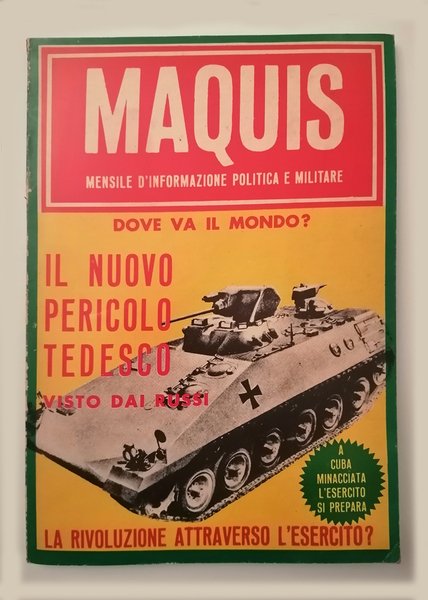 MAQUIS
MENSILE D'INFORMAZIONE POLITICA E MILITARE
DOVE VA IL MONDO?
IL NUOVO
PERICOLO
TEDESCO
VISTO DAI RUSSI
A
CUBA
MINACCIATA
L'ESERCITO
SI PREPARA
LA RIVOLUZIONE ATTRAVERSO L'ESERCITO?